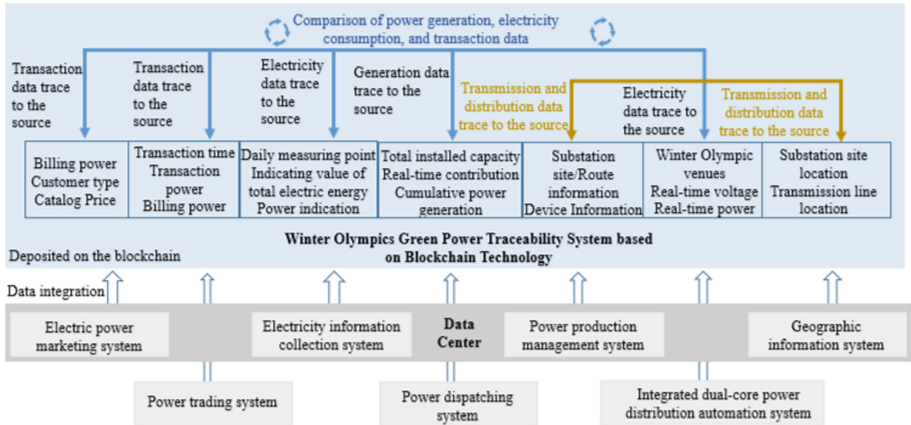 Comparison of power generation, electricity
consumption, and transaction data
Transaction
data trace
to the
source
Transaction
data trace
to the
source
Electricity
data trace
to the
source
Generation data
trace to the
source
Transmission and
distribution data
trace to the source
Electricity
data trace to
the source
Transmission and
distribution data
trace to the source
Billing power
Customer type
Catalog Price
Transaction time
Transaction
power
Billing power
Daily measuring point
Indicating value of
total electric energy
Power indication
Total installed capacity
Real-time contribution
Cumulative power
generation
Substation
site/Route
information
Device Information
Winter Olympic
venues
Real-time voltage
Real-time power
Substation site
location
Transmission line
location
Winter Olympics Green Power Traceability System based
on Blockchain Technology
Deposited on the blockchain
Data integration
Electric power
marketing system
Electricity information
collection system
Data
Center
Power production
management system
Geographic
information system
Power trading system
Power dispatching
system
Integrated dual-core power
distribution automation system